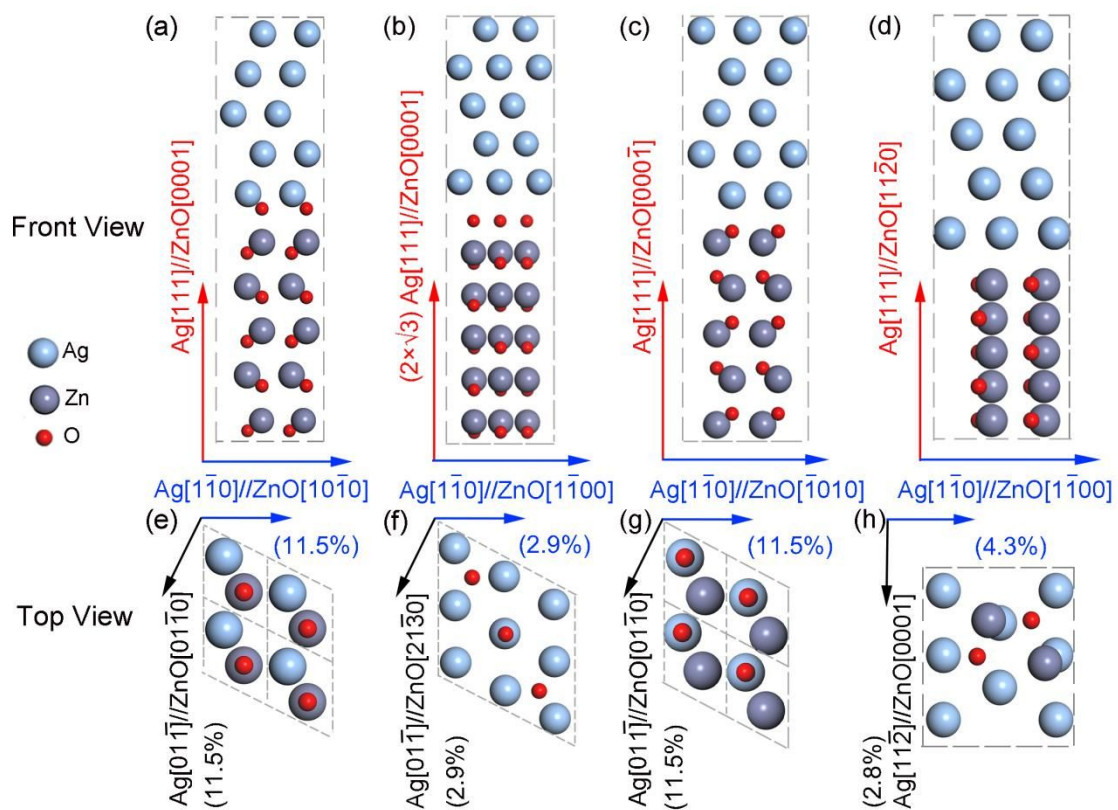 (a)
(b)
(c)
(d)
Front View
Ag[111]//ZnO[0001]
(2×√3) Ag[111]//ZnO[0001]
Ag[111]//ZnO[0001̄]
Ag[111]//ZnO[112̄0]
Ag
Zn
O
Ag[11̄0]//ZnO[101̄0]
Ag[11̄0]//ZnO[11̄00]
Ag[11̄0]//ZnO[1̄010]
Ag[11̄0]//ZnO[11̄00]
(e)
(f)
(g)
(h)
(11.5%)
(2.9%)
(11.5%)
(4.3%)
Top View
Ag[011̄]//ZnO[011̄0]
(11.5%)
Ag[011̄]//ZnO[21̄3̄0]
(2.9%)
Ag[011̄]//ZnO[011̄0]
(11.5%)
Ag[112̄]//ZnO[0001]
(2.8%)